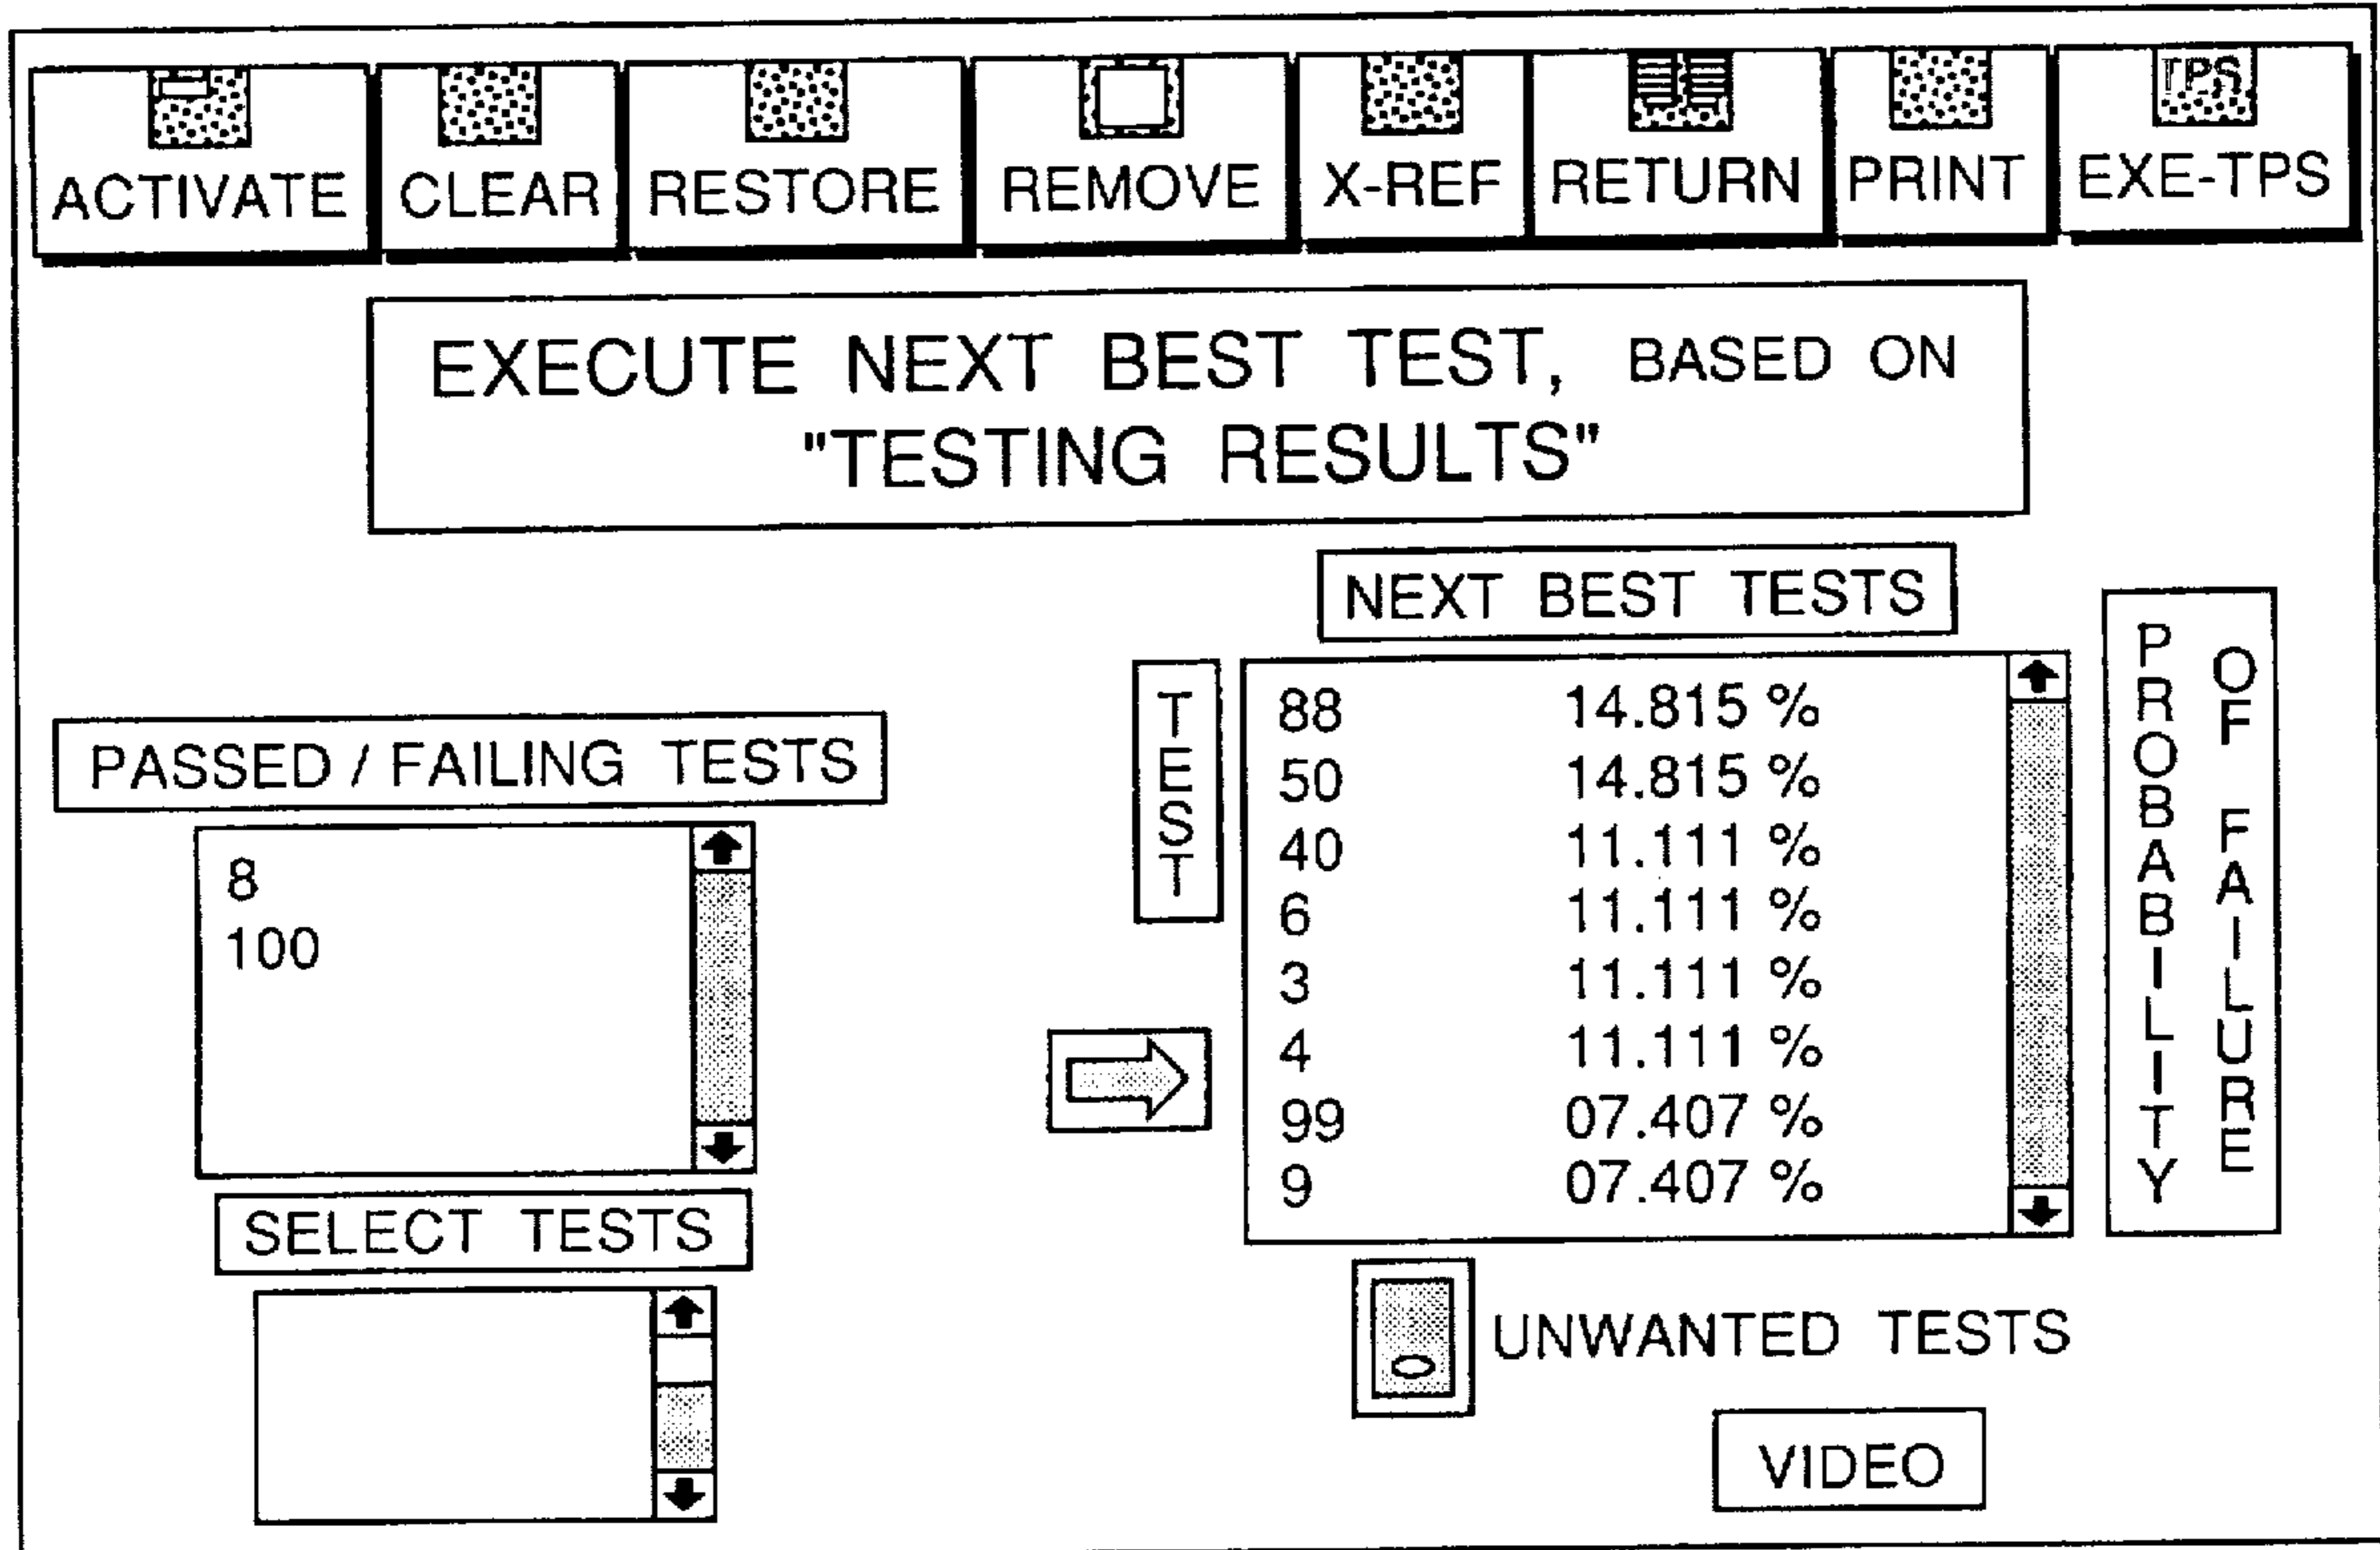 TPS
ACTIVATE CLEAR RESTORE REMOVE X-REF RETURN PRINT EXE-TPS
EXECUTE NEXT BEST TEST, BASED ON
"TESTING RESULTS"
PASSED / FAILING TESTS
8
100
SELECT TESTS
NEXT BEST TESTS
TEST
88 14.815 %
50 14.815 %
40 11.111 %
6 11.111 %
3 11.111 %
4 11.111 %
99 07.407 %
9 07.407 %
PROBABILITY
OF FAILURE
UNWANTED TESTS
VIDEO